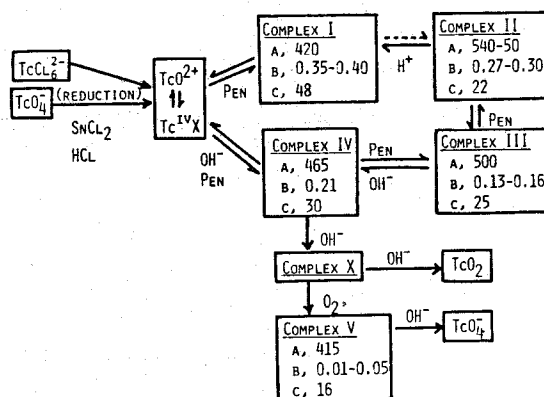 COMPLEX I
A, 420
B, 0.35-0.40
C, 48
COMPLEX II
A, 540-50
B, 0.27-0.30
C, 22
H+
TcCl6 2-
TcO4-
(REDUCTION)
SnCl2
HCl
TcO2+
TcIVX
PEN
OH-
PEN
COMPLEX IV
A, 465
B, 0.21
C, 30
PEN
OH-
PEN
COMPLEX III
A, 500
B, 0.13-0.16
C, 25
OH-
COMPLEX X
OH-
TcO2
O2,
COMPLEX V
A, 415
B, 0.01-0.05
C, 16
OH-
TcO4-